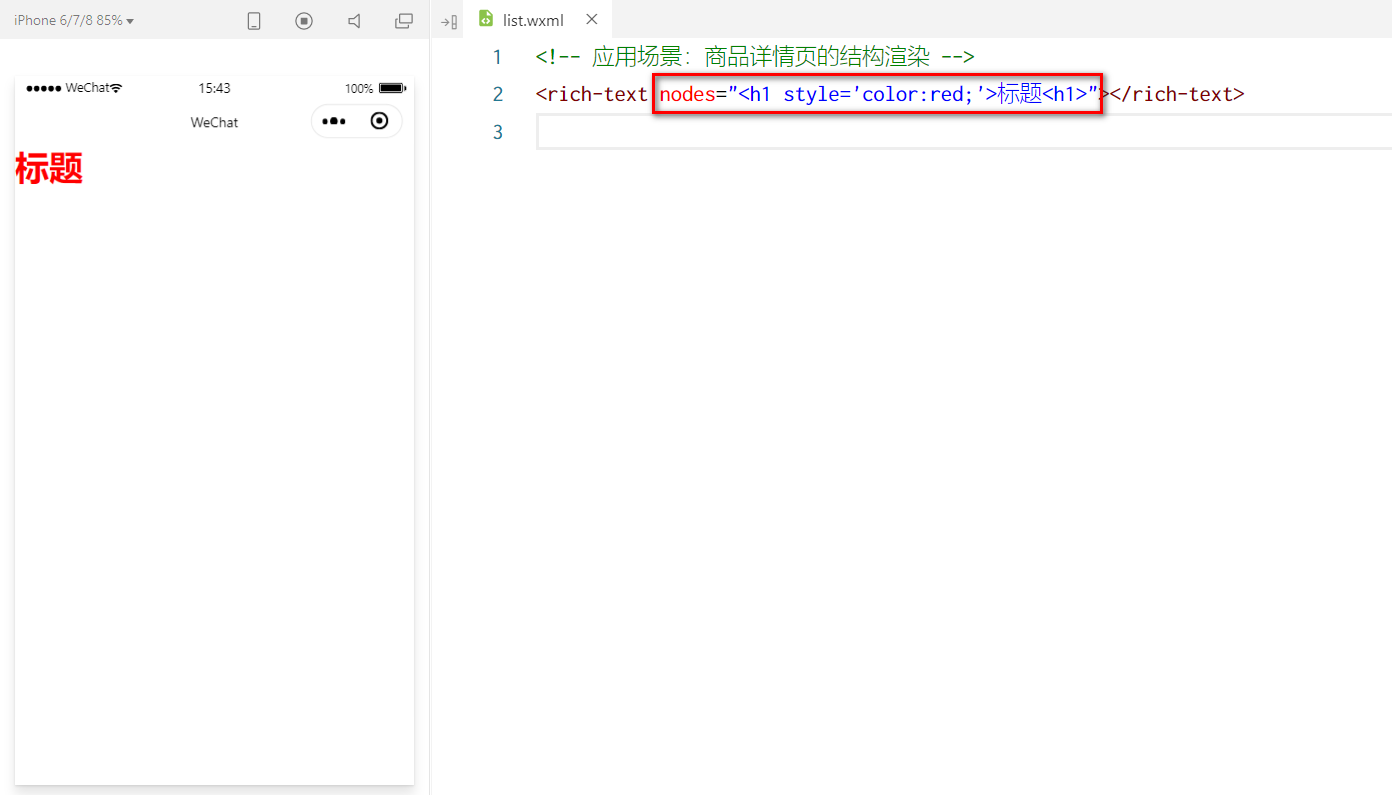 iPhone 6/7/8 85%
WeChat
15:43
100%
WeChat
标题
list.wxml
1 <!-- 应用场景：商品详情页的结构渲染 -->
2 <rich-text nodes="<h1 style='color:red;'>标题<h1>"></rich-text>
3